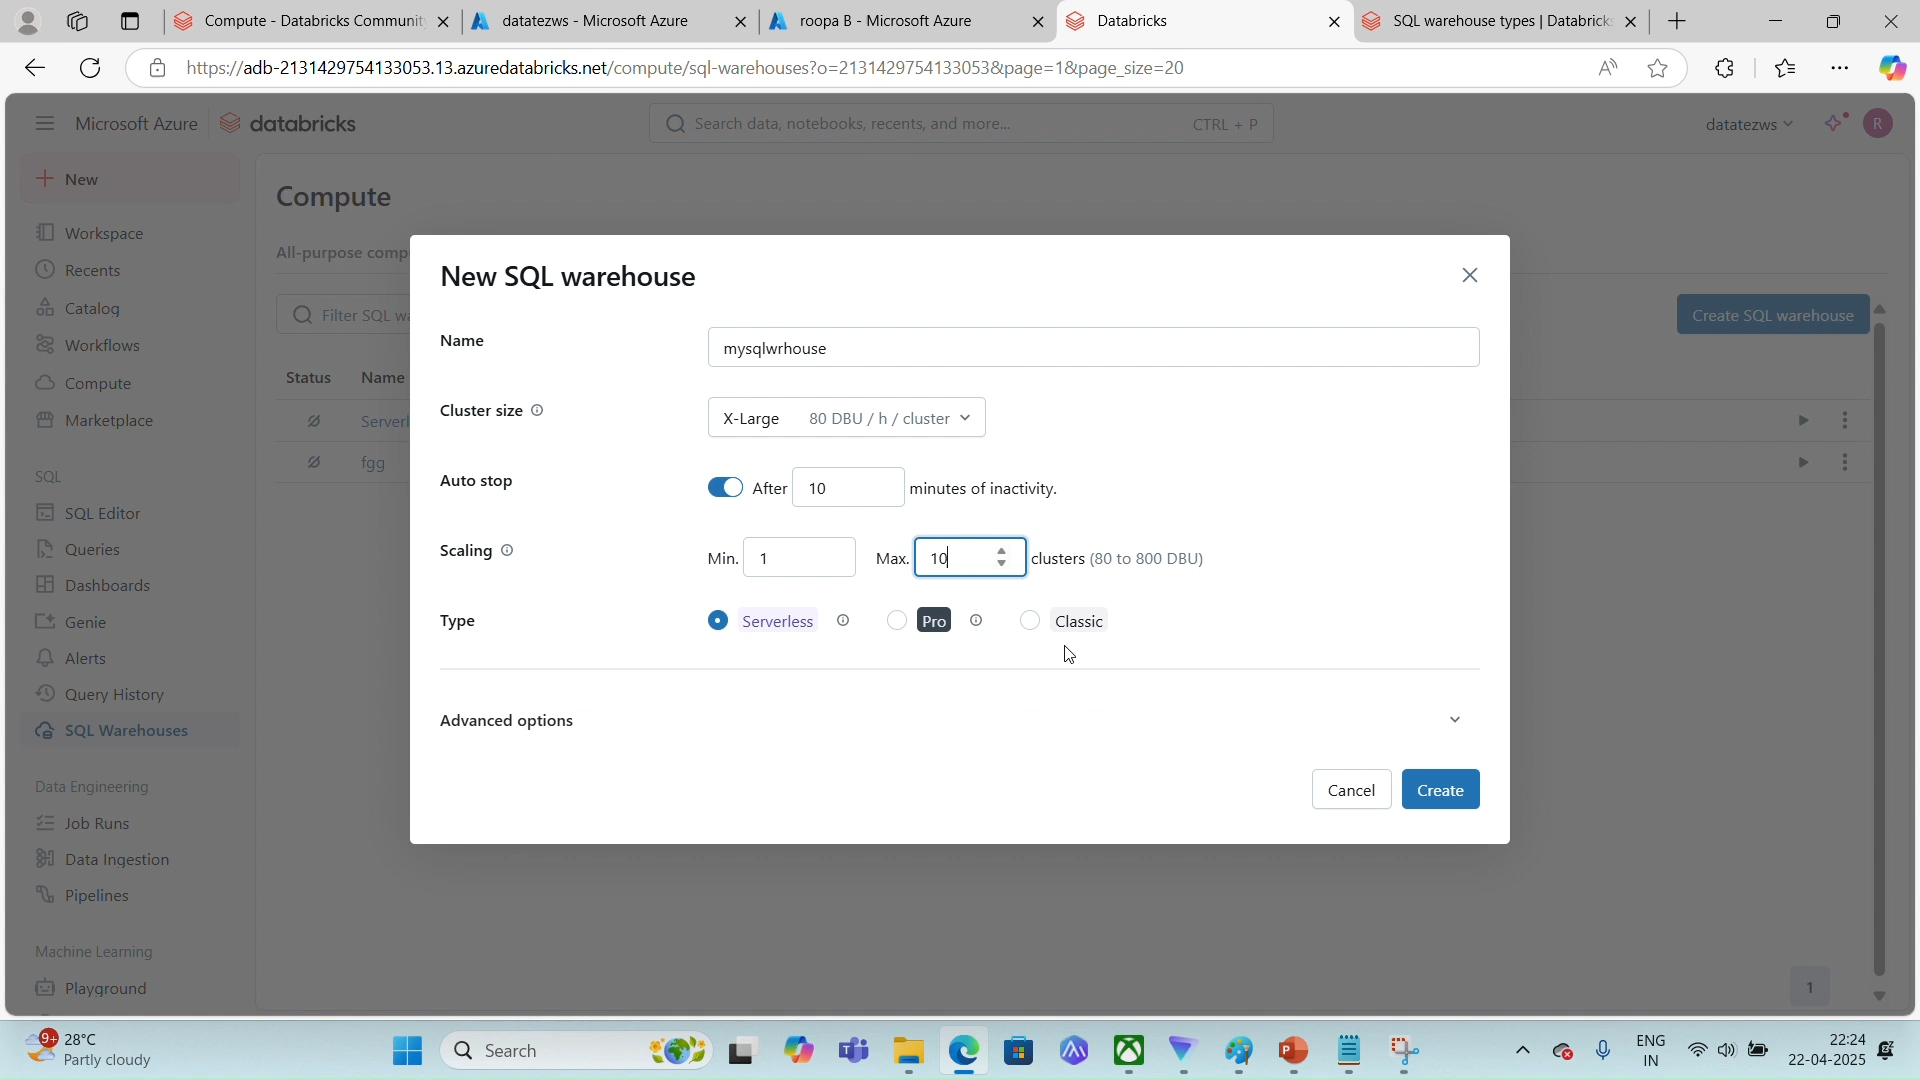 Compute - Databricks Communit
datatezws - Microsoft Azure
roopa B - Microsoft Azure
Databricks
SQL warehouse types | Databrick
https://adb-2131429754133053.13.azuredatabricks.net/compute/sql-warehouses?o=2131429754133053&page=1&page_size=20
Microsoft Azure
databricks
Search data, notebooks, recents, and more...
CTRL + P
datatezws
R
New
Workspace
Recents
Catalog
Workflows
Compute
Marketplace
SQL
SQL Editor
Queries
Dashboards
Genie
Alerts
Query History
SQL Warehouses
Data Engineering
Job Runs
Data Ingestion
Pipelines
Machine Learning
Playground
Compute
All-purpose comp
Filter SQL wa
Create SQL warehouse
Status Name
Serverl
fgg
1
New SQL warehouse
Name mysqlwrhouse
Cluster size X-Large 80 DBU / h / cluster
Auto stop After 10 minutes of inactivity.
Scaling Min. 1 Max. 10 clusters (80 to 800 DBU)
Type Serverless Pro Classic
Advanced options
Cancel Create
9+ 28°C
Partly cloudy
Search
ENG
IN
22:24
22-04-2025